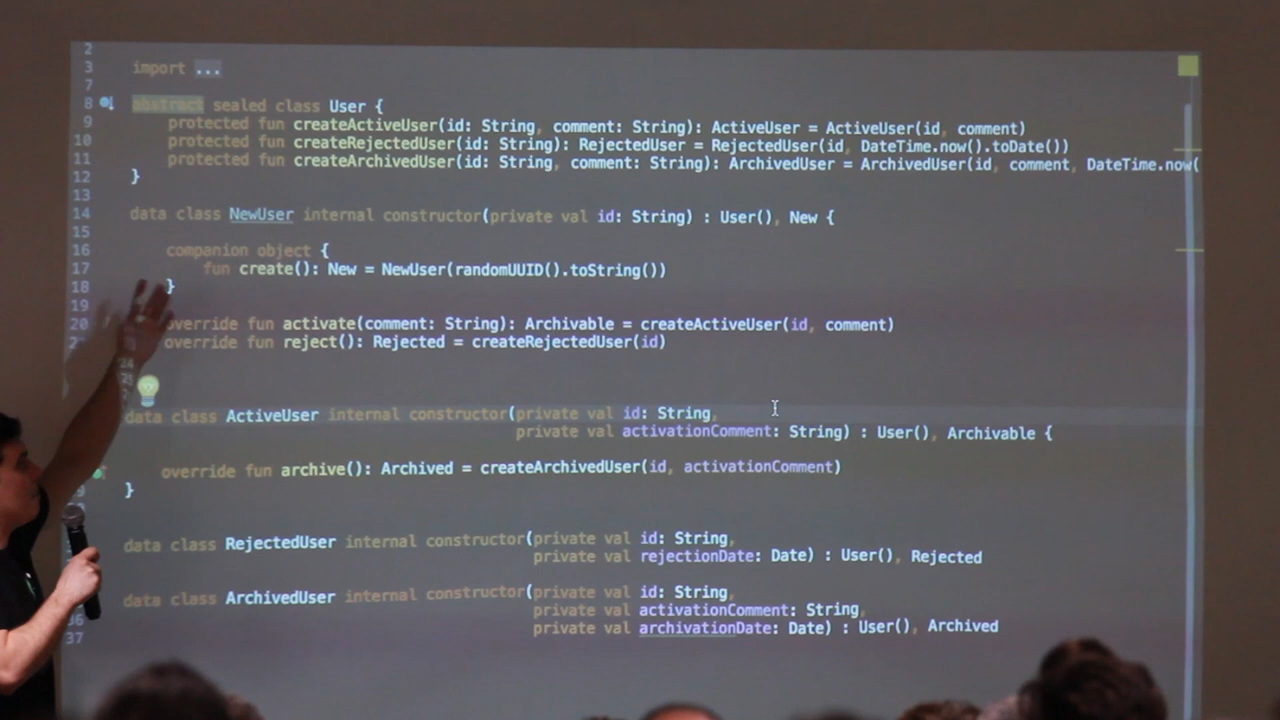 2
3 import ...
7
8 abstract sealed class User {
9 protected fun createActiveUser(id: String, comment: String): ActiveUser = ActiveUser(id, comment)
10 protected fun createRejectedUser(id: String): RejectedUser = RejectedUser(id, DateTime.now().toDate())
11 protected fun createArchivedUser(id: String, comment: String): ArchivedUser = ArchivedUser(id, comment, DateTime.now(
12 }
13
14 data class NewUser internal constructor(private val id: String) : User(), New {
15
16 companion object {
17 fun create(): New = NewUser(randomUUID().toString())
18 }
19
20 override fun activate(comment: String): Archivable = createActiveUser(id, comment)
override fun reject(): Rejected = createRejectedUser(id)
24
data class ActiveUser internal constructor(private val id: String,
private val activationComment: String) : User(), Archivable {
override fun archive(): Archived = createArchivedUser(id, activationComment)
}
data class RejectedUser internal constructor(private val id: String,
private val rejectionDate: Date) : User(), Rejected
data class ArchivedUser internal constructor(private val id: String,
36 private val activationComment: String,
37 private val archivationDate: Date) : User(), Archived